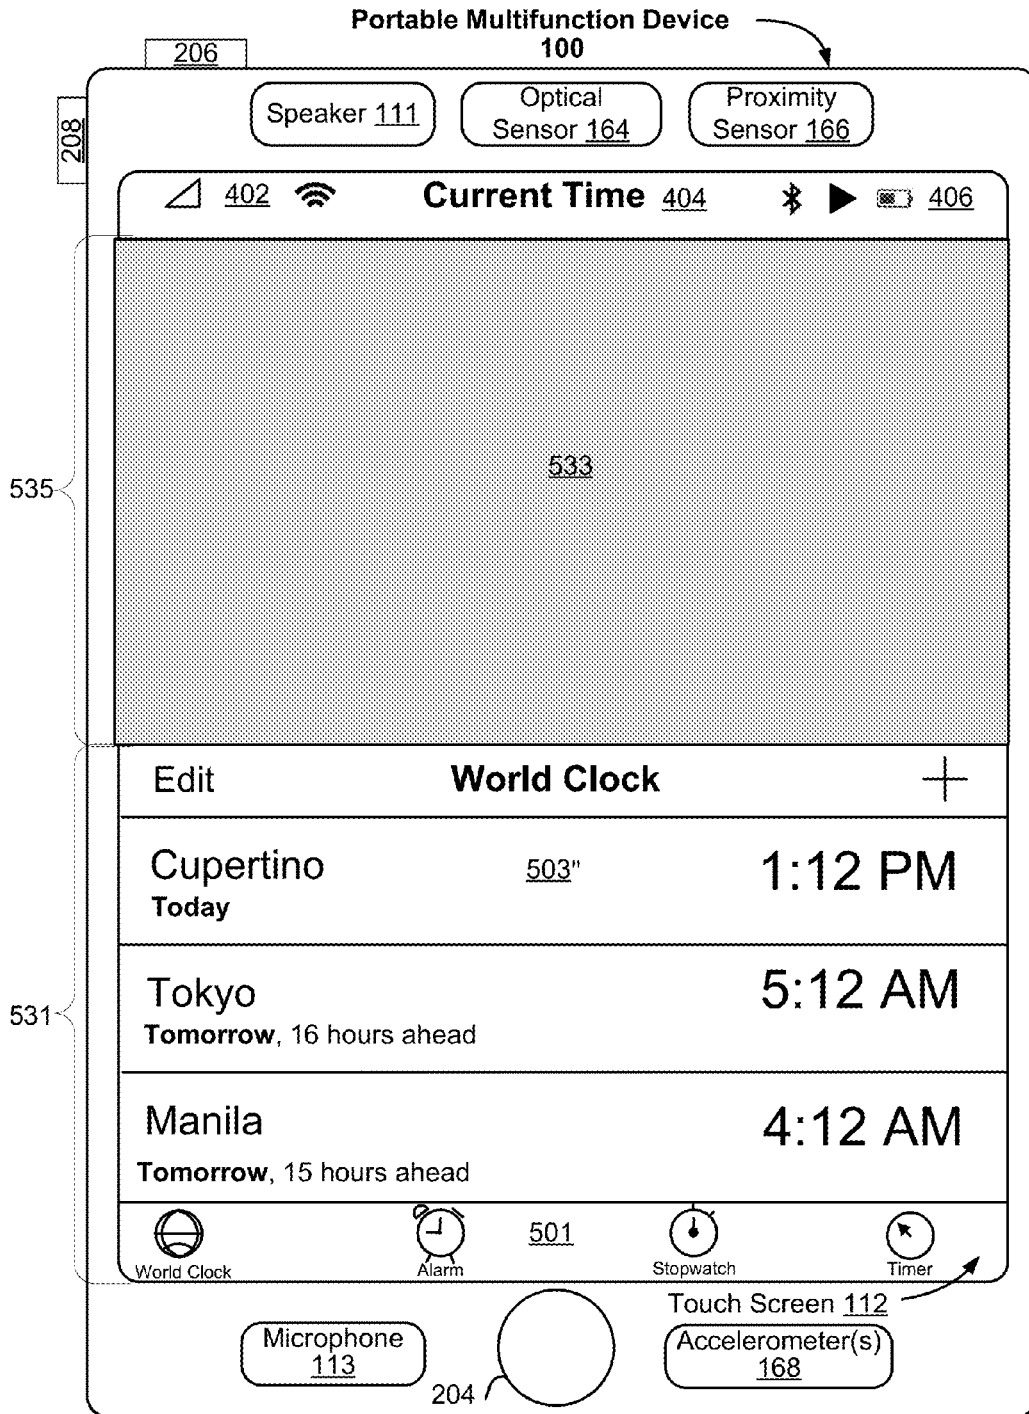 Portable Multifunction Device
100
206
208
Speaker 111
Optical
Sensor 164
Proximity
Sensor 166
402 Current Time 404 406
533
535
Edit World Clock +
Cupertino 503" 1:12 PM
Today
Tokyo 5:12 AM
Tomorrow, 16 hours ahead
531
Manila 4:12 AM
Tomorrow, 15 hours ahead
501
World Clock Alarm Stopwatch Timer
Touch Screen 112
Microphone
113
Accelerometer(s)
168
204